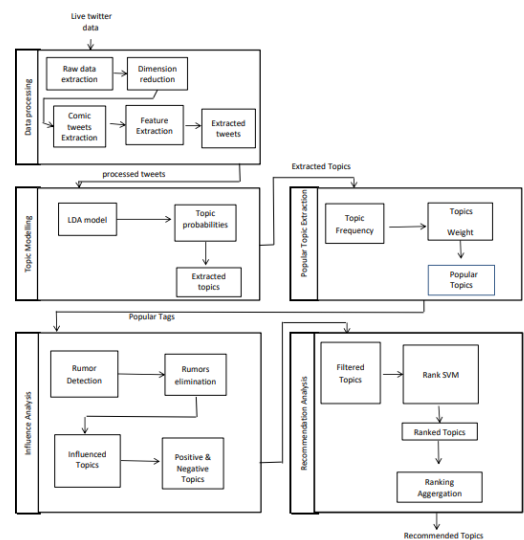 Live twitter
data
Data processing
Raw data
extraction
Dimension
reduction
Comic
tweets
Extraction
Feature
Extraction
Extracted
tweets
processed tweets
Extracted Topics
Topic Modelling
LDA model
Topic
probabilities
Extracted
topics
Popular Topic Extraction
Topic
Frequency
Topics
Weight
Popular
Topics
Popular Tags
Influence Analysis
Rumor
Detection
Rumors
elimination
Influenced
Topics
Positive &
Negative
Topics
Recommendation Analysis
Filtered
Topics
Rank SVM
Ranked Topics
Ranking
Aggergation
Recommended Topics